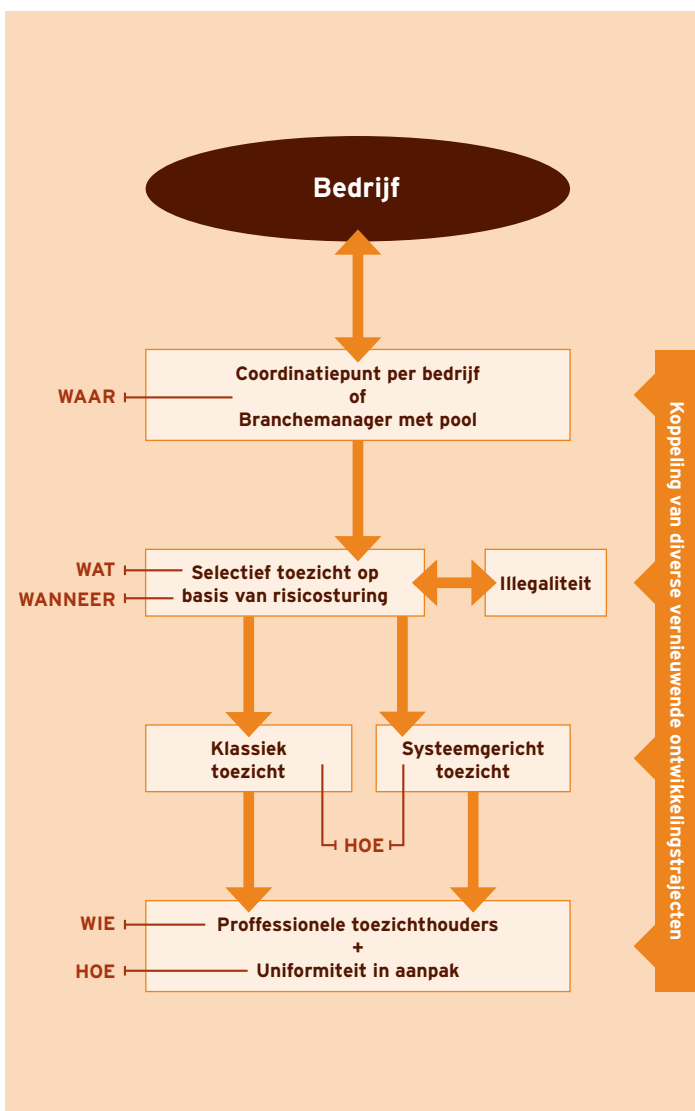 Bedrijf
Coordinatiepunt per bedrijf
of
Branchemanager met pool
WAAR
WAT
WANNEER
Selectief toezicht op
basis van risicosturing
Illegaliteit
Klassiek
toezicht
Systeemgericht
toezicht
HOE
WIE
HOE
Proffessionele toezichthouders
+
Uniformiteit in aanpak
Koppeling van diverse vernieuwende ontwikkelingstrajecten